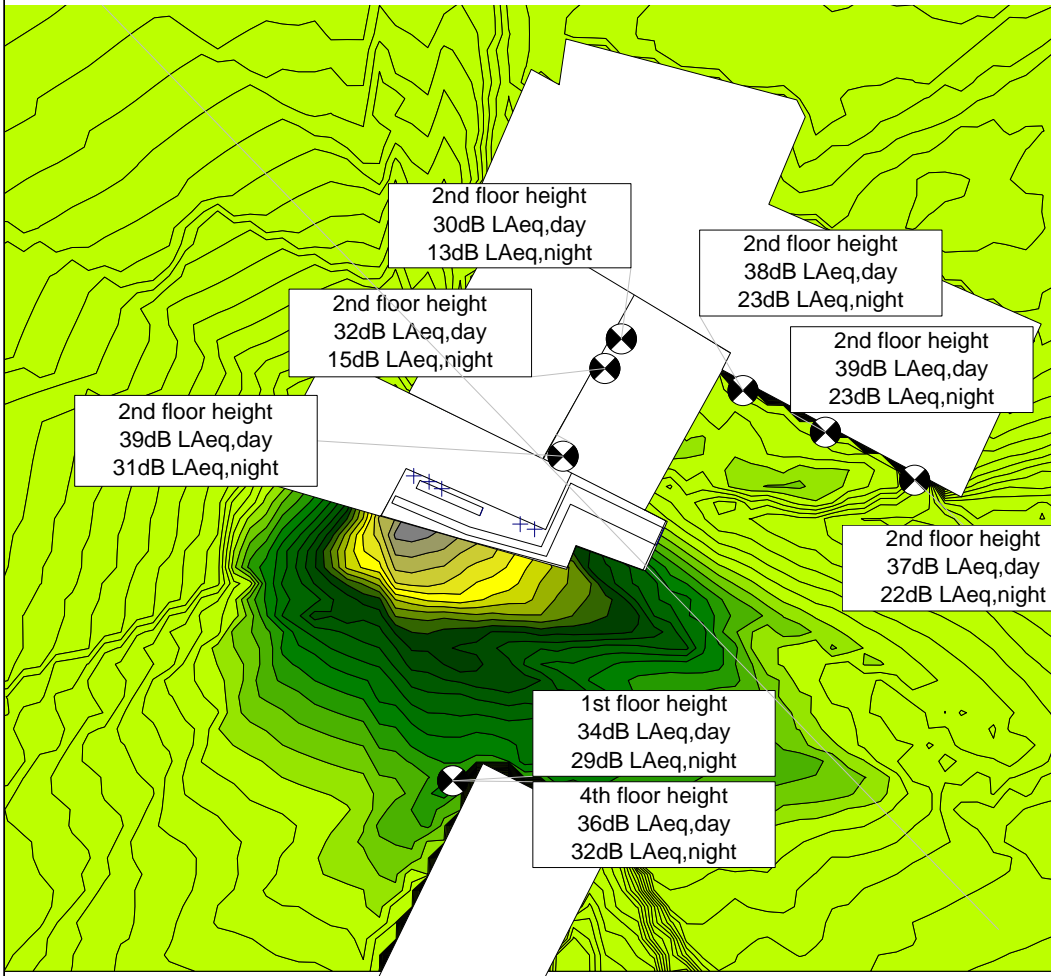 2nd floor height
30dB LAeq,day
13dB LAeq,night
2nd floor height
38dB LAeq,day
23dB LAeq,night
2nd floor height
32dB LAeq,day
15dB LAeq,night
2nd floor height
39dB LAeq,day
23dB LAeq,night
2nd floor height
39dB LAeq,day
31dB LAeq,night
2nd floor height
37dB LAeq,day
22dB LAeq,night
1st floor height
34dB LAeq,day
29dB LAeq,night
4th floor height
36dB LAeq,day
32dB LAeq,night